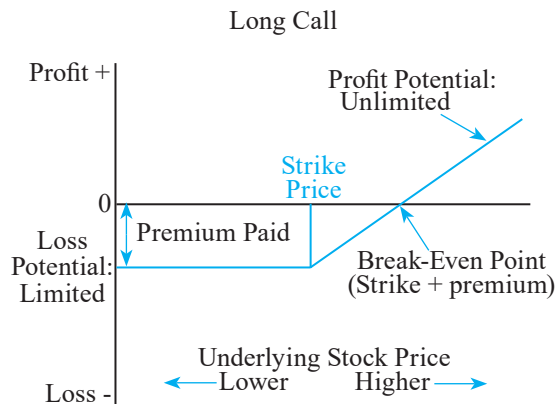 Long Call
Profit +
Profit Potential:
Unlimited
Strike
Price
0
Premium Paid
Loss
Potential:
Limited
Break-Even Point
(Strike + premium)
Underlying Stock Price
Lower
Higher
Loss -